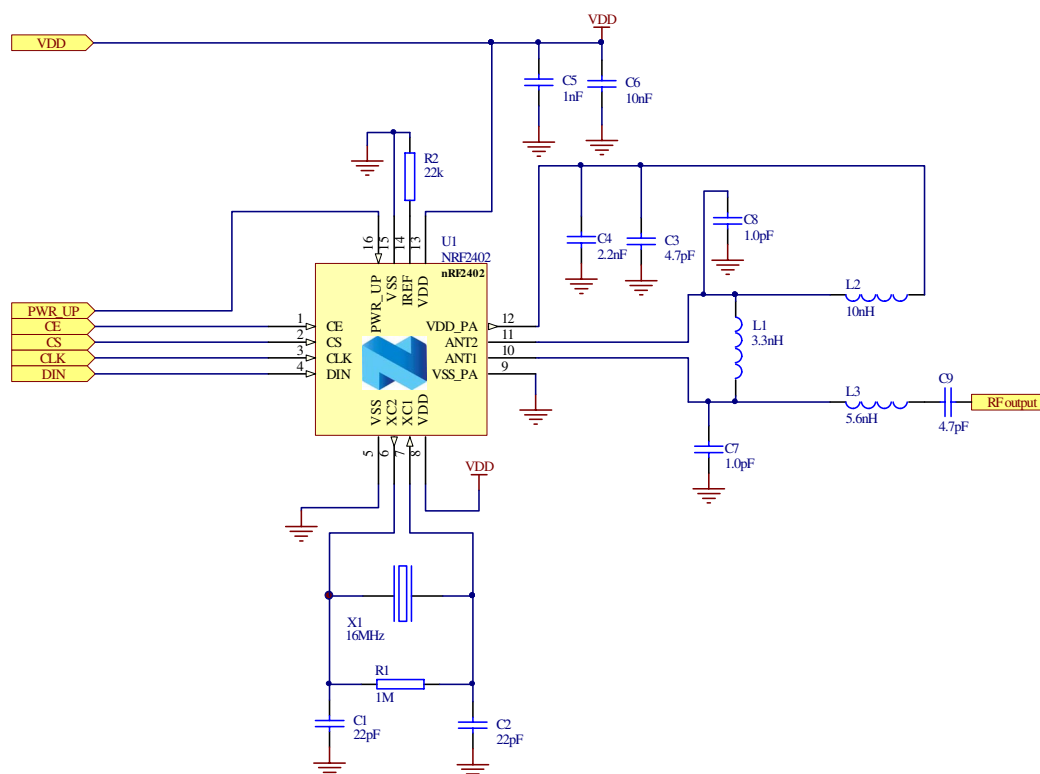 VDD
VDD
C5
1nF
C6
10nF
R2
22k
C8
1.0pF
C4
2.2nF
C3
4.7pF
16
15
14
13
U1
NRF2402
nRF2402
PWR_UP
VSS
IREF
VDD
L2
10nH
PWR_UP
CE
CS
CLK
DIN
1
2
3
4
CE
CS
CLK
DIN
VDD_PA
ANT2
ANT1
VSS_PA
12
11
10
9
L1
3.3nH
L3
5.6nH
C9
4.7pF
RF output
VSS
XC2
XC1
VDD
5
6
7
8
C7
1.0pF
VDD
X1
16MHz
R1
1M
C1
22pF
C2
22pF